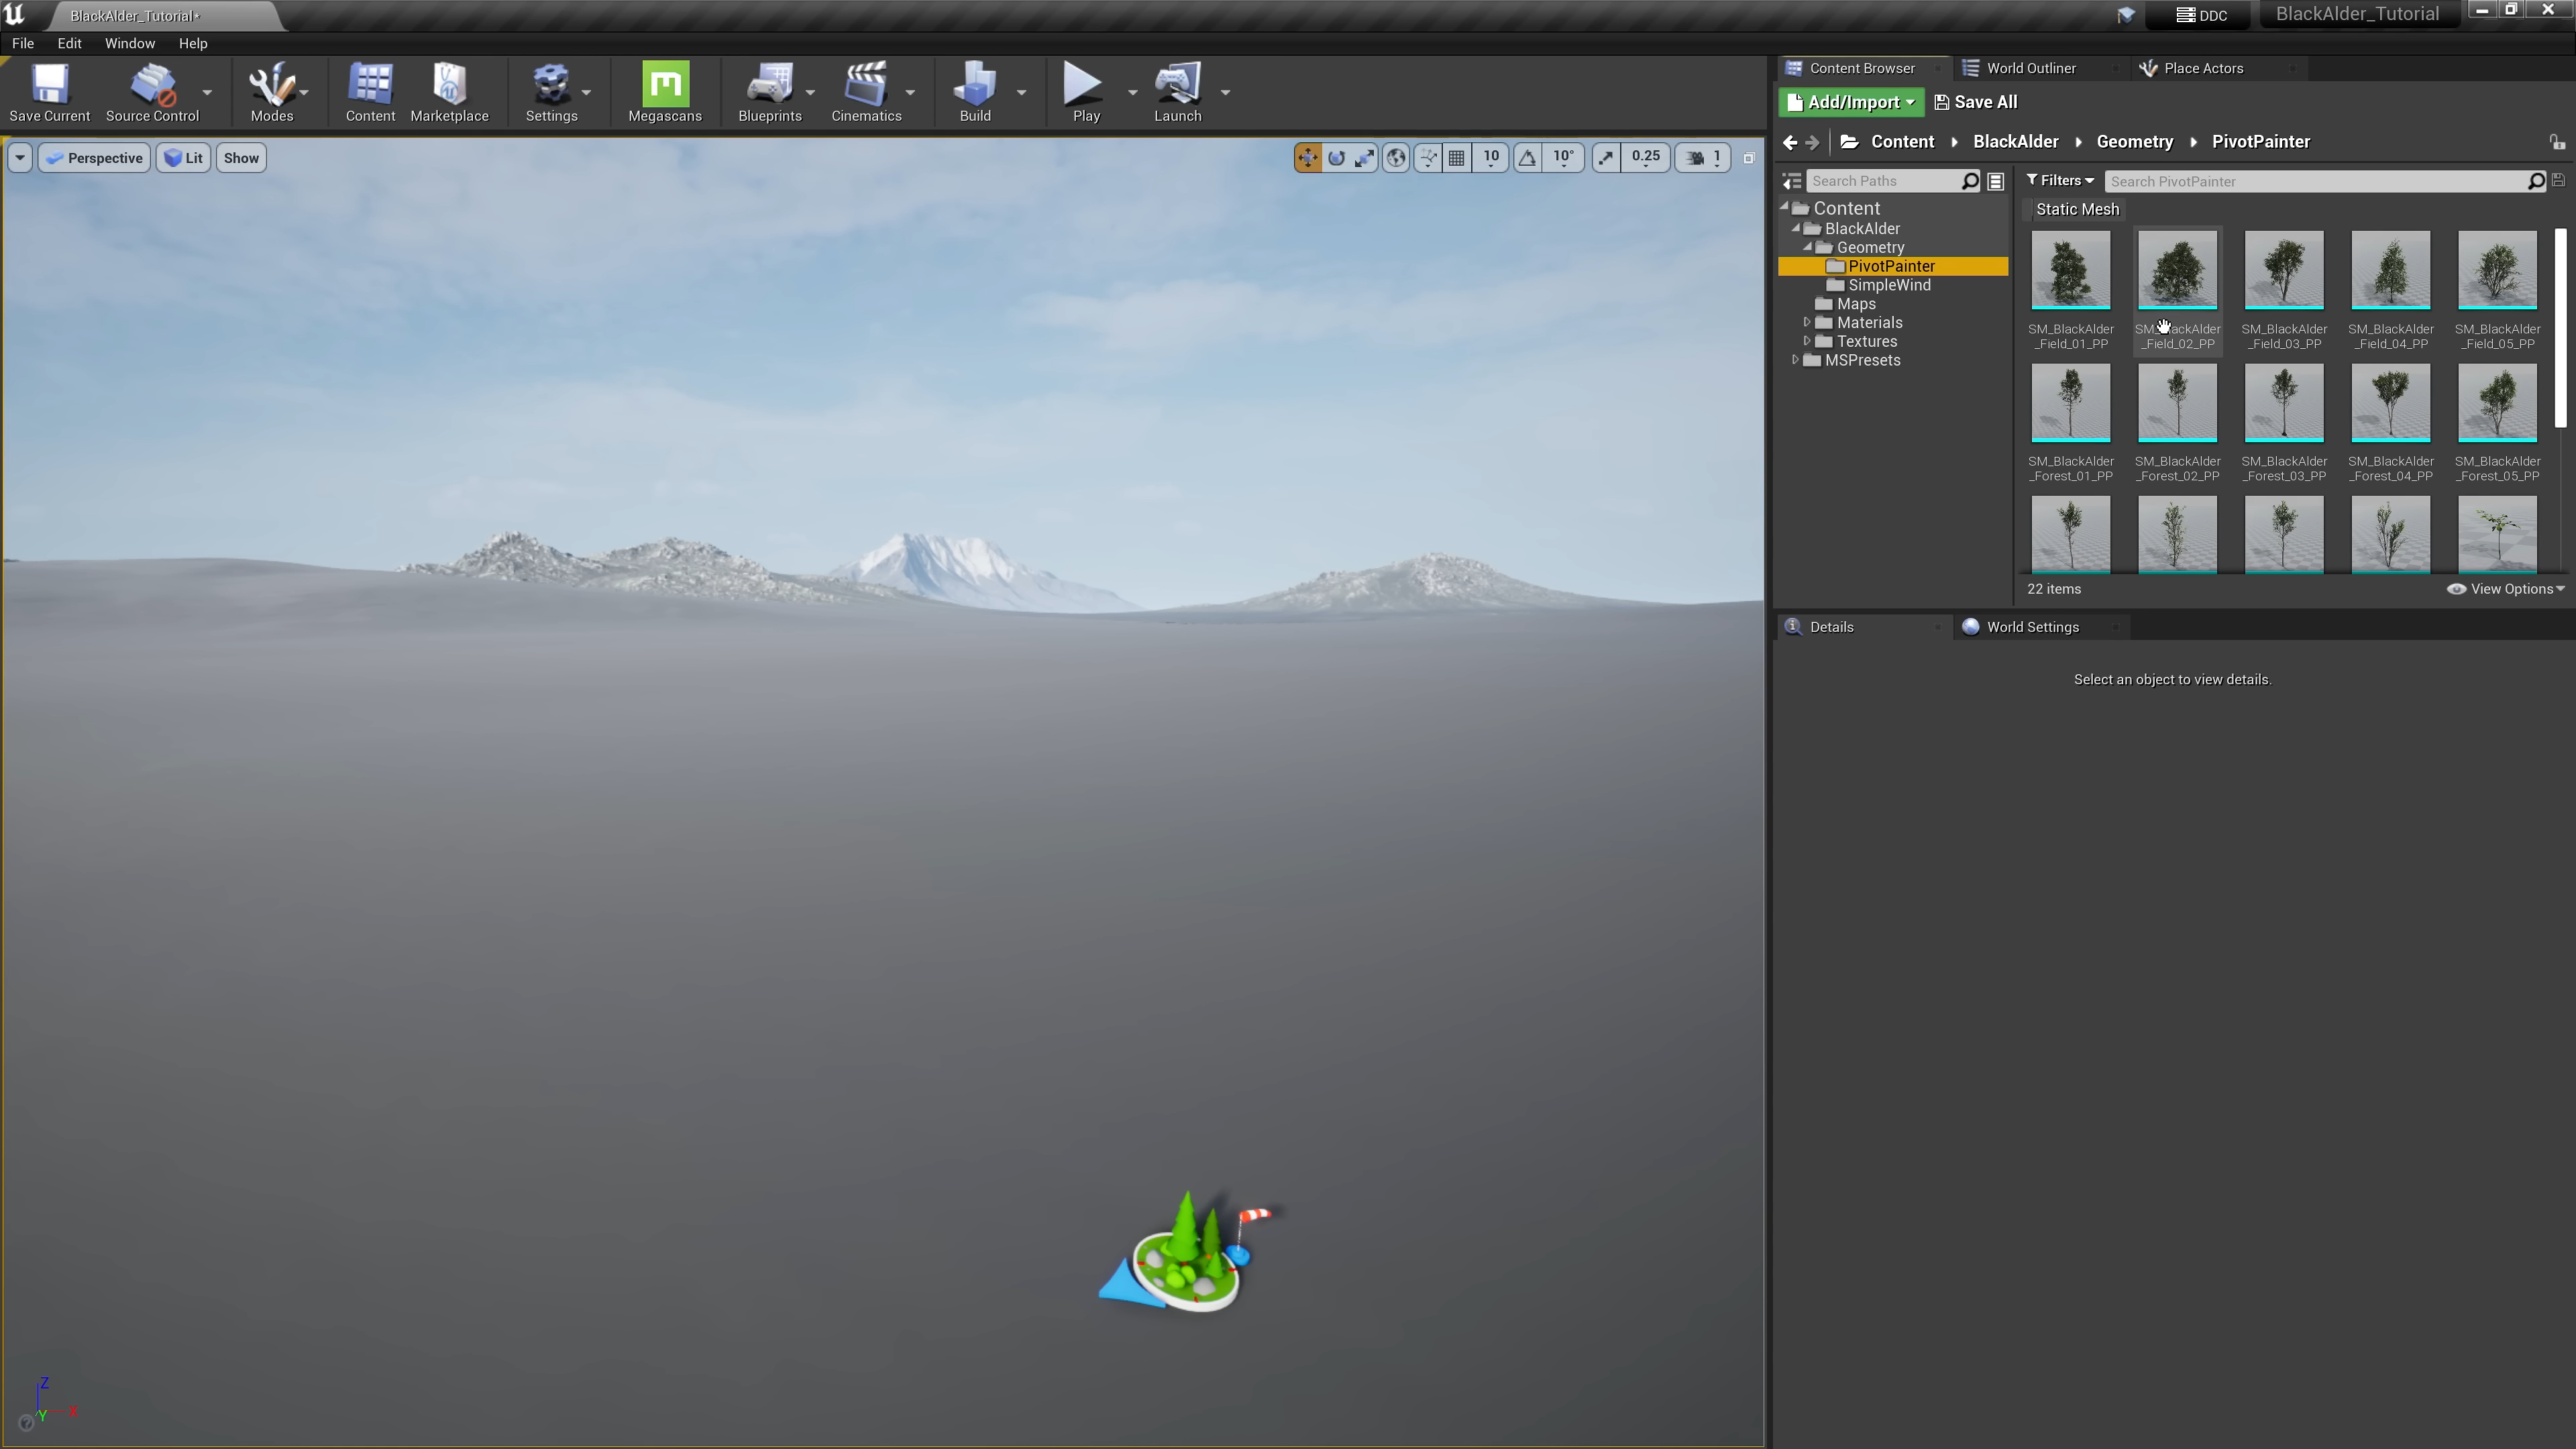 BlackAlder_Tutorial*
DDC
BlackAlder_Tutorial
File Edit Window Help
Save Current Source Control Modes Content Marketplace Settings Megascans Blueprints Cinematics Build Play Launch
Perspective Lit Show
10 10° 0.25 1
Z
X
Y
Content Browser World Outliner Place Actors
Add/Import Save All
Content BlackAlder Geometry PivotPainter
Search Paths
Content
BlackAlder
Geometry
PivotPainter
SimpleWind
Maps
Materials
Textures
MSPresets
Filters Search PivotPainter
Static Mesh
SM_BlackAlder _Field_01_PP
SM_BlackAlder _Field_02_PP
SM_BlackAlder _Field_03_PP
SM_BlackAlder _Field_04_PP
SM_BlackAlder _Field_05_PP
SM_BlackAlder _Forest_01_PP
SM_BlackAlder _Forest_02_PP
SM_BlackAlder _Forest_03_PP
SM_BlackAlder _Forest_04_PP
SM_BlackAlder _Forest_05_PP
22 items View Options
Details World Settings
Select an object to view details.